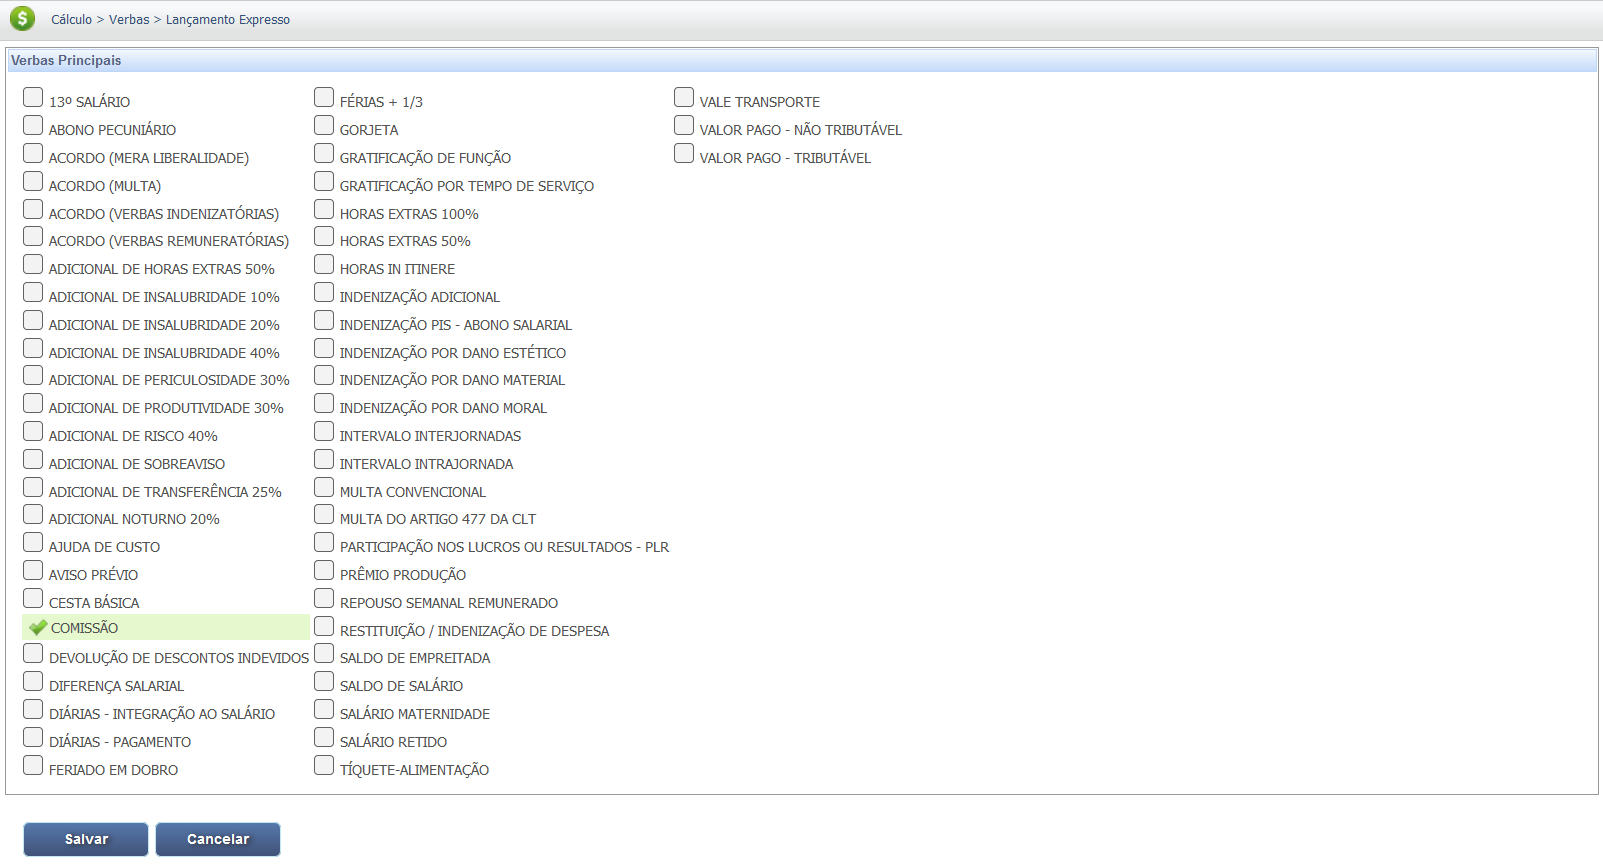 Cálculo > Verbas > Lançamento Expresso
Verbas Principais
13º SALÁRIO
ABONO PECUNIÁRIO
ACORDO (MERA LIBERALIDADE)
ACORDO (MULTA)
ACORDO (VERBAS INDENIZATÓRIAS)
ACORDO (VERBAS REMUNERATÓRIAS)
ADICIONAL DE HORAS EXTRAS 50%
ADICIONAL DE INSALUBRIDADE 10%
ADICIONAL DE INSALUBRIDADE 20%
ADICIONAL DE INSALUBRIDADE 40%
ADICIONAL DE PERICULOSIDADE 30%
ADICIONAL DE PRODUTIVIDADE 30%
ADICIONAL DE RISCO 40%
ADICIONAL DE SOBREAVISO
ADICIONAL DE TRANSFERÊNCIA 25%
ADICIONAL NOTURNO 20%
AJUDA DE CUSTO
AVISO PRÉVIO
CESTA BÁSICA
COMISSÃO
DEVOLUÇÃO DE DESCONTOS INDEVIDOS
DIFERENÇA SALARIAL
DIÁRIAS - INTEGRAÇÃO AO SALÁRIO
DIÁRIAS - PAGAMENTO
FERIADO EM DOBRO
FÉRIAS + 1/3
GORJETA
GRATIFICAÇÃO DE FUNÇÃO
GRATIFICAÇÃO POR TEMPO DE SERVIÇO
HORAS EXTRAS 100%
HORAS EXTRAS 50%
HORAS IN ITINERE
INDENIZAÇÃO ADICIONAL
INDENIZAÇÃO PIS - ABONO SALARIAL
INDENIZAÇÃO POR DANO ESTÉTICO
INDENIZAÇÃO POR DANO MATERIAL
INDENIZAÇÃO POR DANO MORAL
INTERVALO INTERJORNADAS
INTERVALO INTRAJORNADA
MULTA CONVENCIONAL
MULTA DO ARTIGO 477 DA CLT
PARTICIPAÇÃO NOS LUCROS OU RESULTADOS - PLR
PRÊMIO PRODUÇÃO
REPOUSO SEMANAL REMUNERADO
RESTITUIÇÃO / INDENIZAÇÃO DE DESPESA
SALDO DE EMPREITADA
SALDO DE SALÁRIO
SALÁRIO MATERNIDADE
SALÁRIO RETIDO
TÍQUETE-ALIMENTAÇÃO
VALE TRANSPORTE
VALOR PAGO - NÃO TRIBUTÁVEL
VALOR PAGO - TRIBUTÁVEL
Salvar
Cancelar